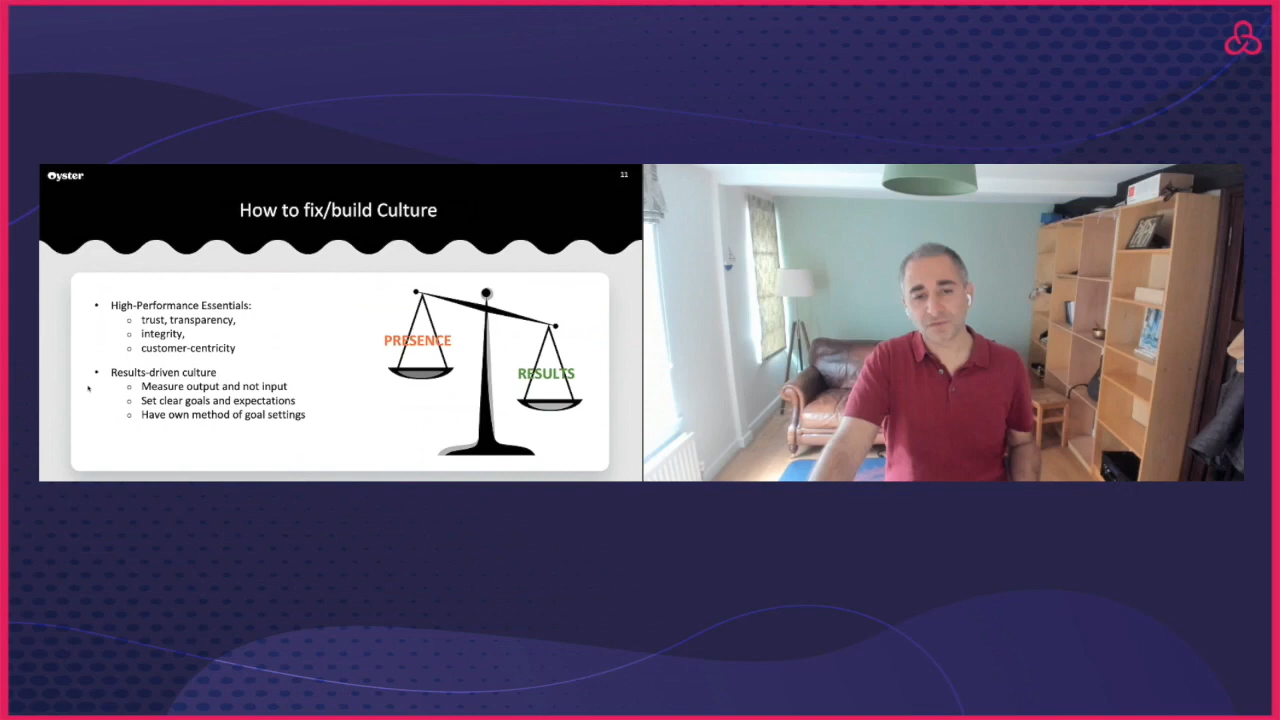 Oyster
11
How to fix/build Culture
• High-Performance Essentials:
○ trust, transparency,
○ integrity,
○ customer-centricity
• Results-driven culture
○ Measure output and not input
○ Set clear goals and expectations
○ Have own method of goal settings
PRESENCE
RESULTS